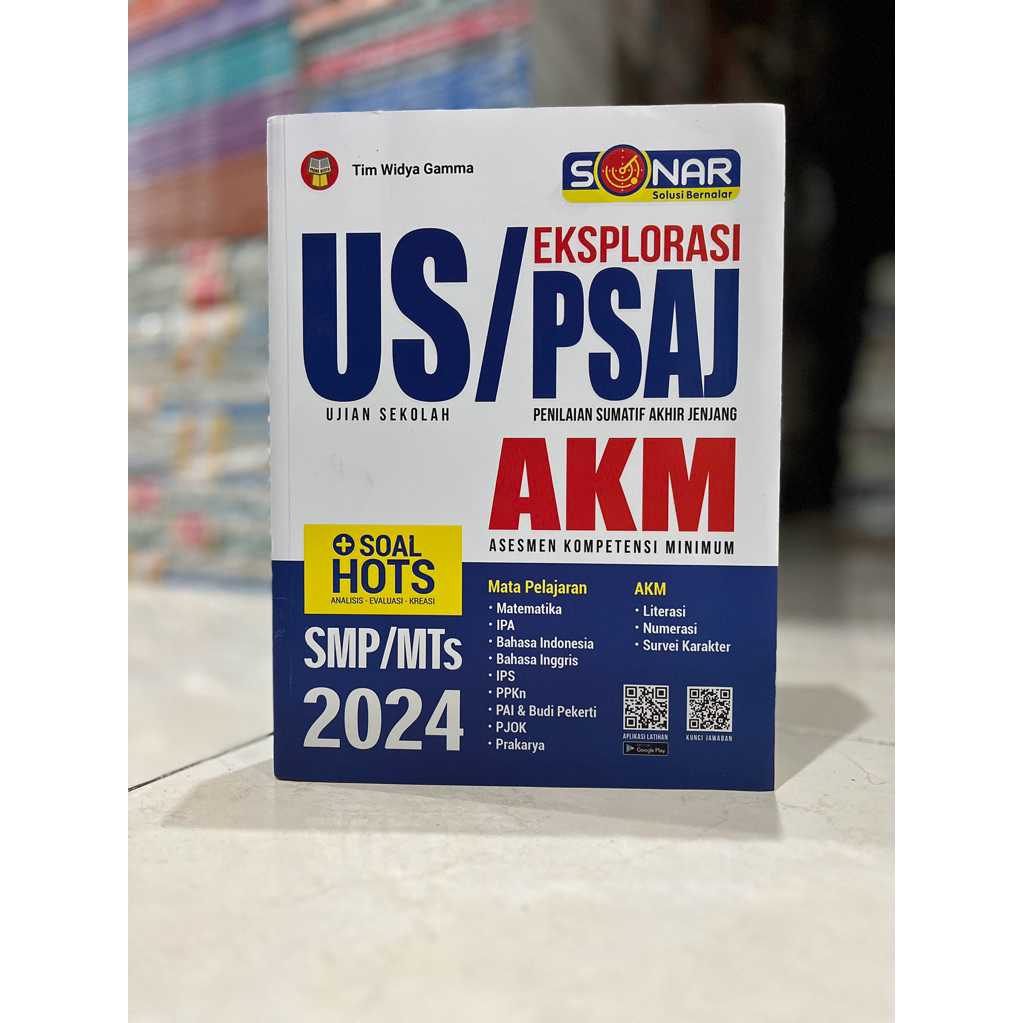 Tim Widya Gamma
SONAR
Solusi Bernalar
EKSPLORASI
US/PSAJ
UJIAN SEKOLAH
PENILAIAN SUMATIF AKHIR JENJANG
AKM
ASESMEN KOMPETENSI MINIMUM
+ SOAL
HOTS
ANALISIS - EVALUASI - KREASI
SMP/MTs
2024
Mata Pelajaran
• Matematika
• IPA
• Bahasa Indonesia
• Bahasa Inggris
• IPS
• PPKn
• PAI & Budi Pekerti
• PJOK
• Prakarya
AKM
• Literasi
• Numerasi
• Survei Karakter
APLIKASI LATIHAN
Google Play
KUNCI JAWABAN